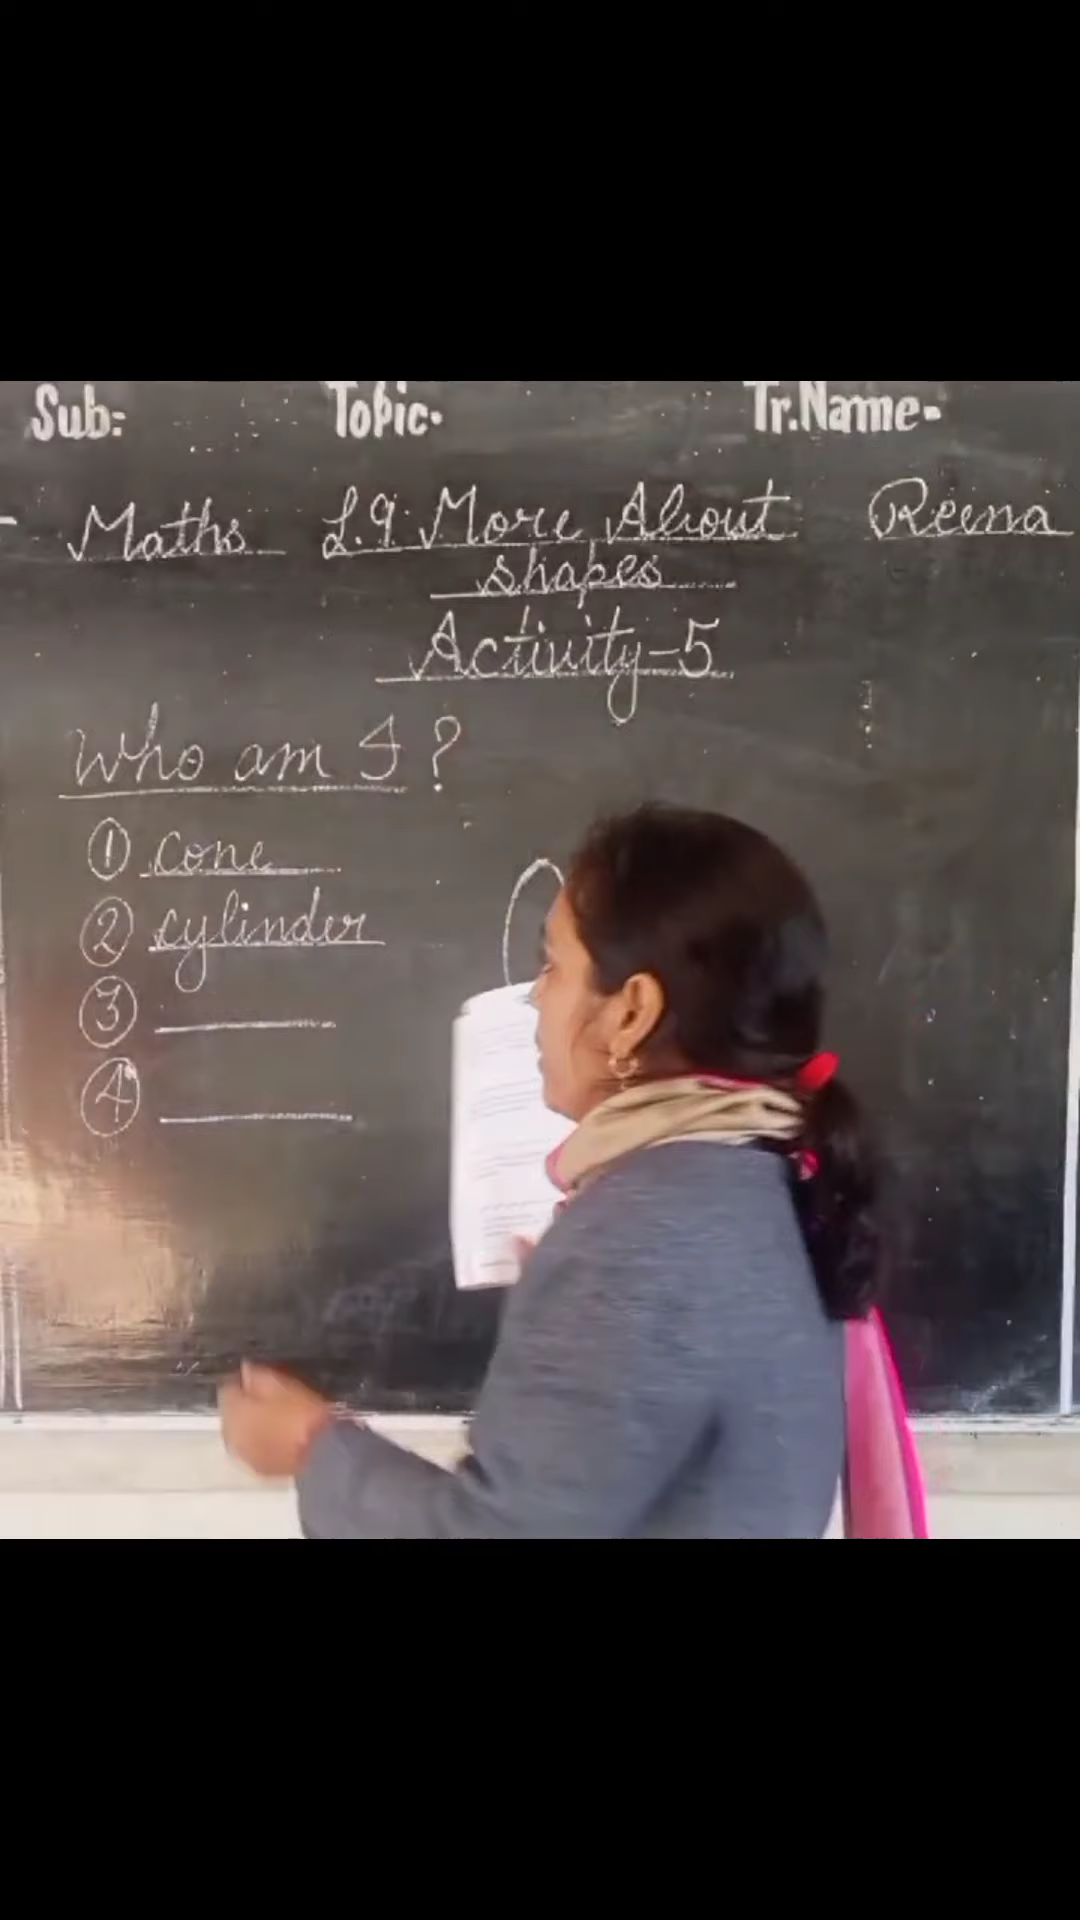 Sub: Topic. Tr.Name-
Maths L.9. More About Reena
shapes
Activity-5
Who am I?
① cone
② cylinder
③
④